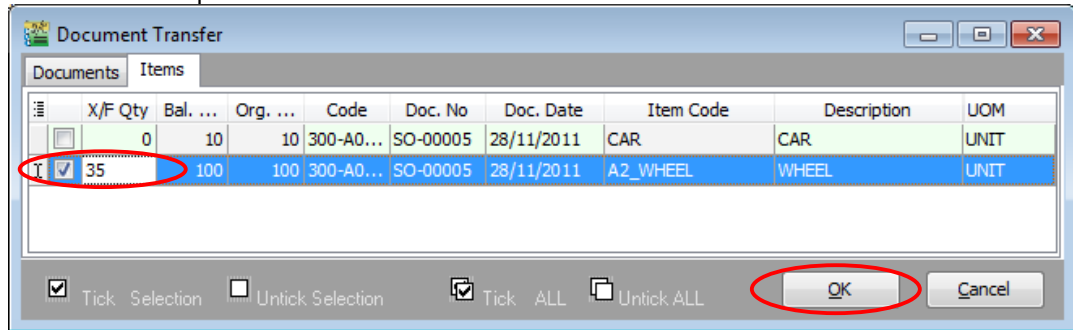 Document Transfer
Documents Items
X/F Qty Bal. ... Org. ... Code Doc. No Doc. Date Item Code Description UOM
0 10 10 300-A0... SO-00005 28/11/2011 CAR CAR UNIT
35 100 100 300-A0... SO-00005 28/11/2011 A2_WHEEL WHEEL UNIT
Tick Selection Untick Selection Tick ALL Untick ALL OK Cancel